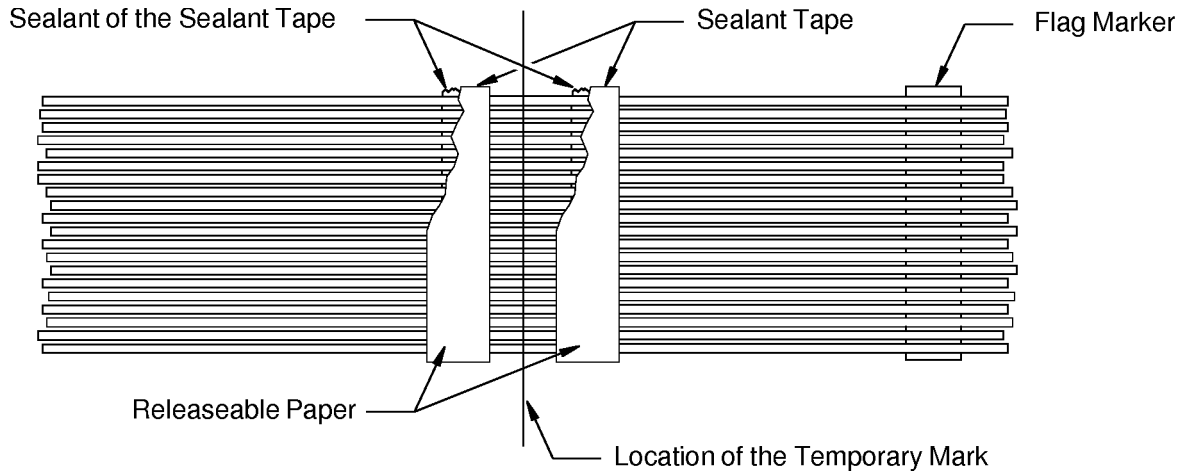 Sealant of the Sealant Tape
Sealant Tape
Flag Marker
Releaseable Paper
Location of the Temporary Mark